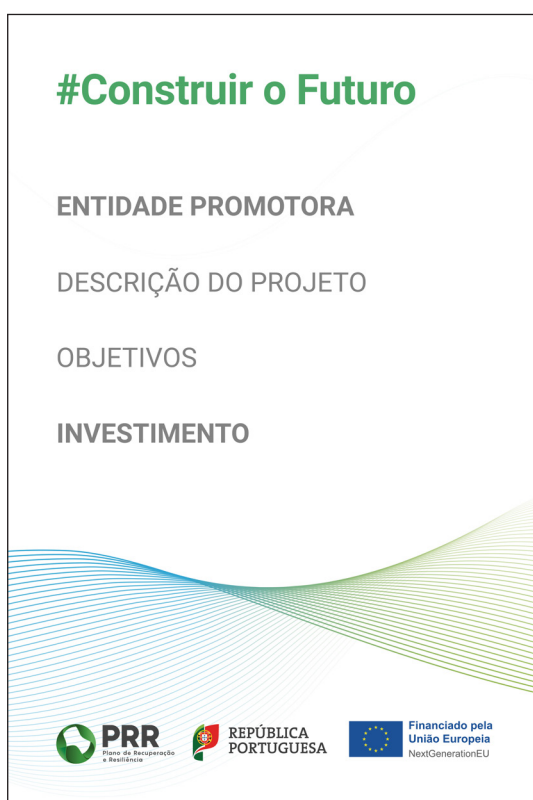 #Construir o Futuro
ENTIDADE PROMOTORA
DESCRIÇÃO DO PROJETO
OBJETIVOS
INVESTIMENTO
PRR
Plano de Recuperação
e Resiliência
REPÚBLICA
PORTUGUESA
Financiado pela
União Europeia
NextGenerationEU